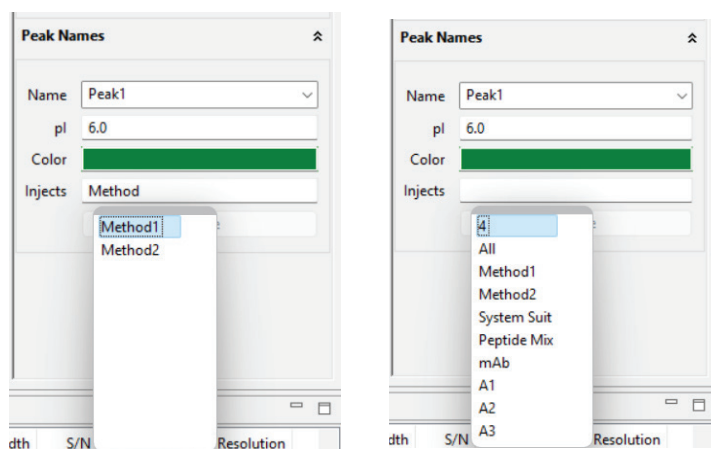 Peak Names
Name Peak1
pI 6.0
Color
Injects Method
Method1
Method2
dth S/N Resolution
Peak Names
Name Peak1
pI 6.0
Color
Injects
4
All
Method1
Method2
System Suit
Peptide Mix
mAb
A1
A2
A3
dth S/N Resolution